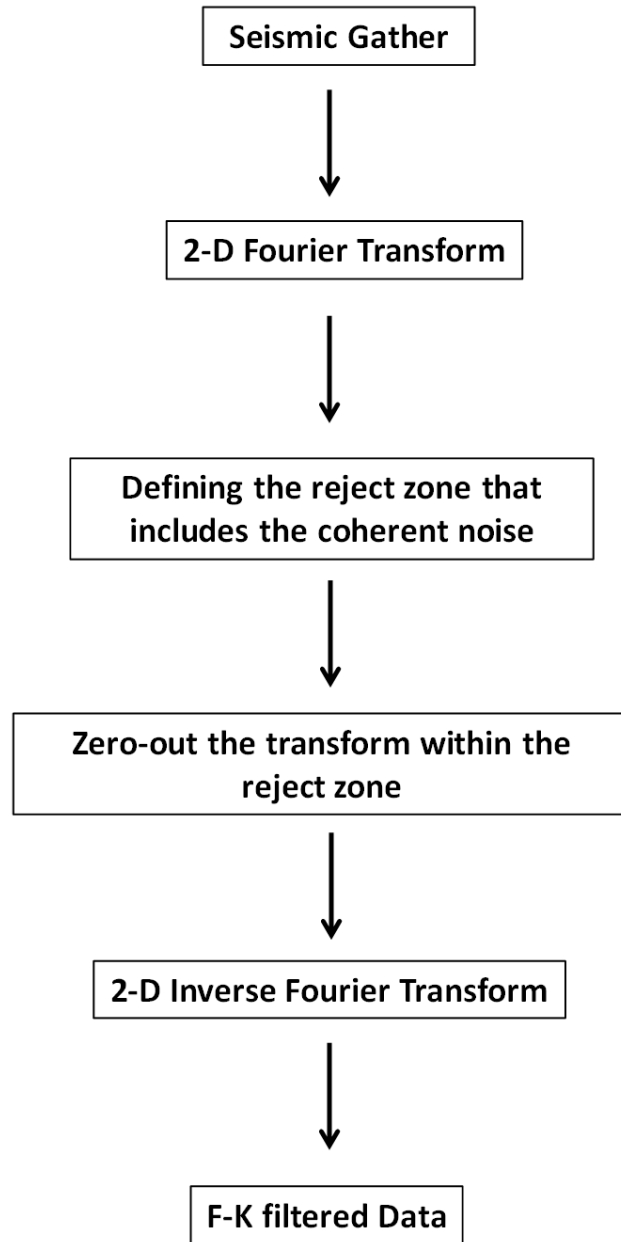 Seismic Gather
2-D Fourier Transform
Defining the reject zone that
includes the coherent noise
Zero-out the transform within the
reject zone
2-D Inverse Fourier Transform
F-K filtered Data